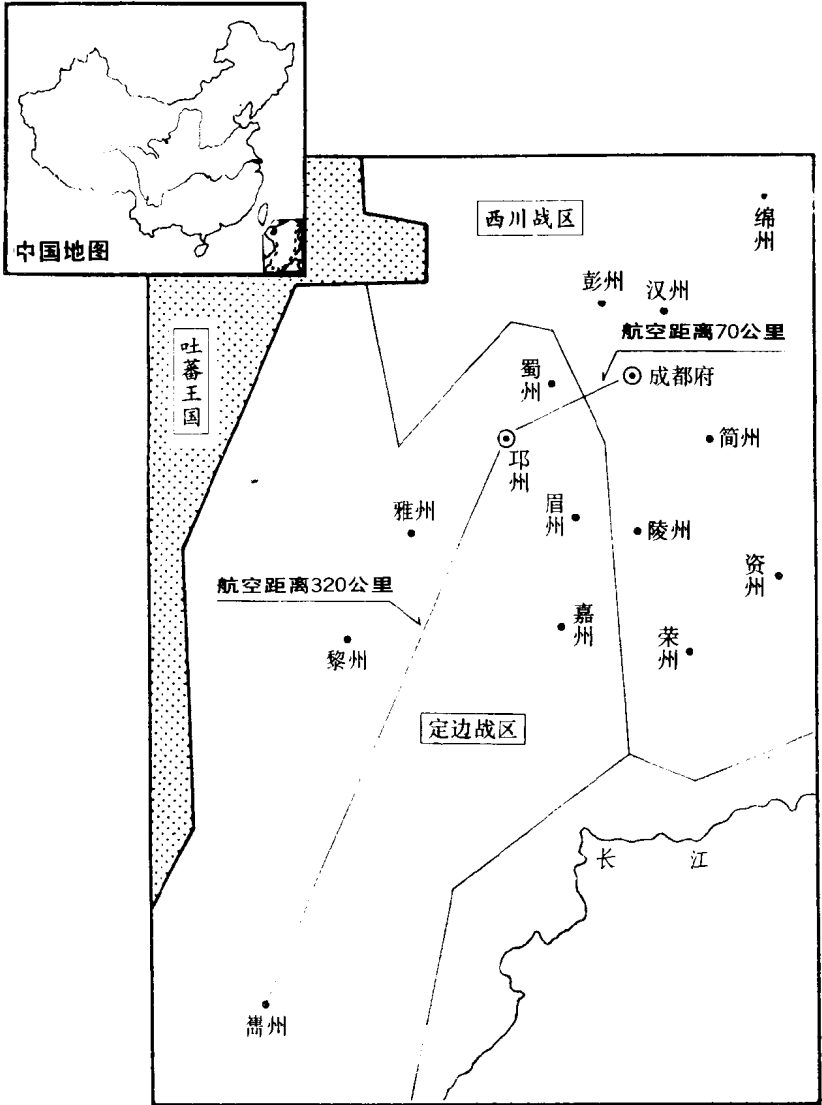 中国地图
西川战区
绵州
彭州
汉州
航空距离70公里
吐蕃王国
蜀州
成都府
简州
邛州
雅州
眉州
陵州
资州
航空距离320公里
嘉州
荣州
黎州
定边战区
长江
巂州